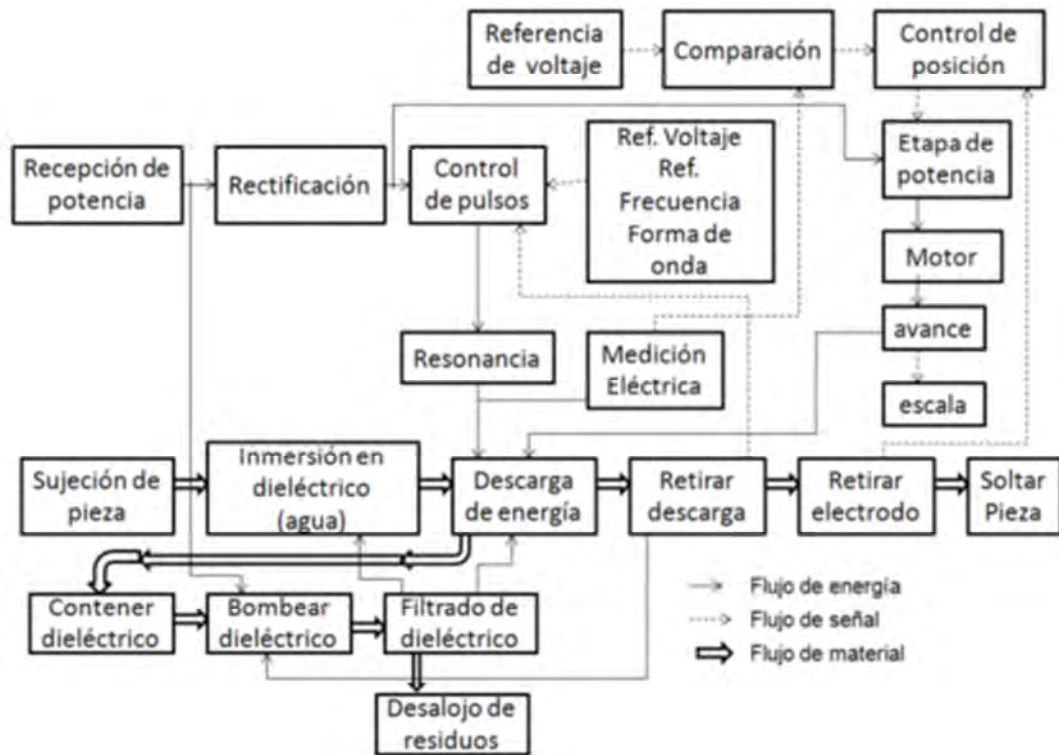 Referencia
de voltaje
Comparación
Control de
posición
Recepción de
potencia
Rectificación
Control
de pulsos
Ref. Voltaje
Ref.
Frecuencia
Forma de
onda
Etapa de
potencia
Motor
Resonancia
Medición
Eléctrica
avance
escala
Sujeción de
pieza
Inmersión en
dieléctrico
(agua)
Descarga
de energía
Retirar
descarga
Retirar
electrodo
Soltar
Pieza
Contener
dieléctrico
Bombear
dieléctrico
Filtrado de
dieléctrico
Desalojo de
residuos
Flujo de energía
Flujo de señal
Flujo de material